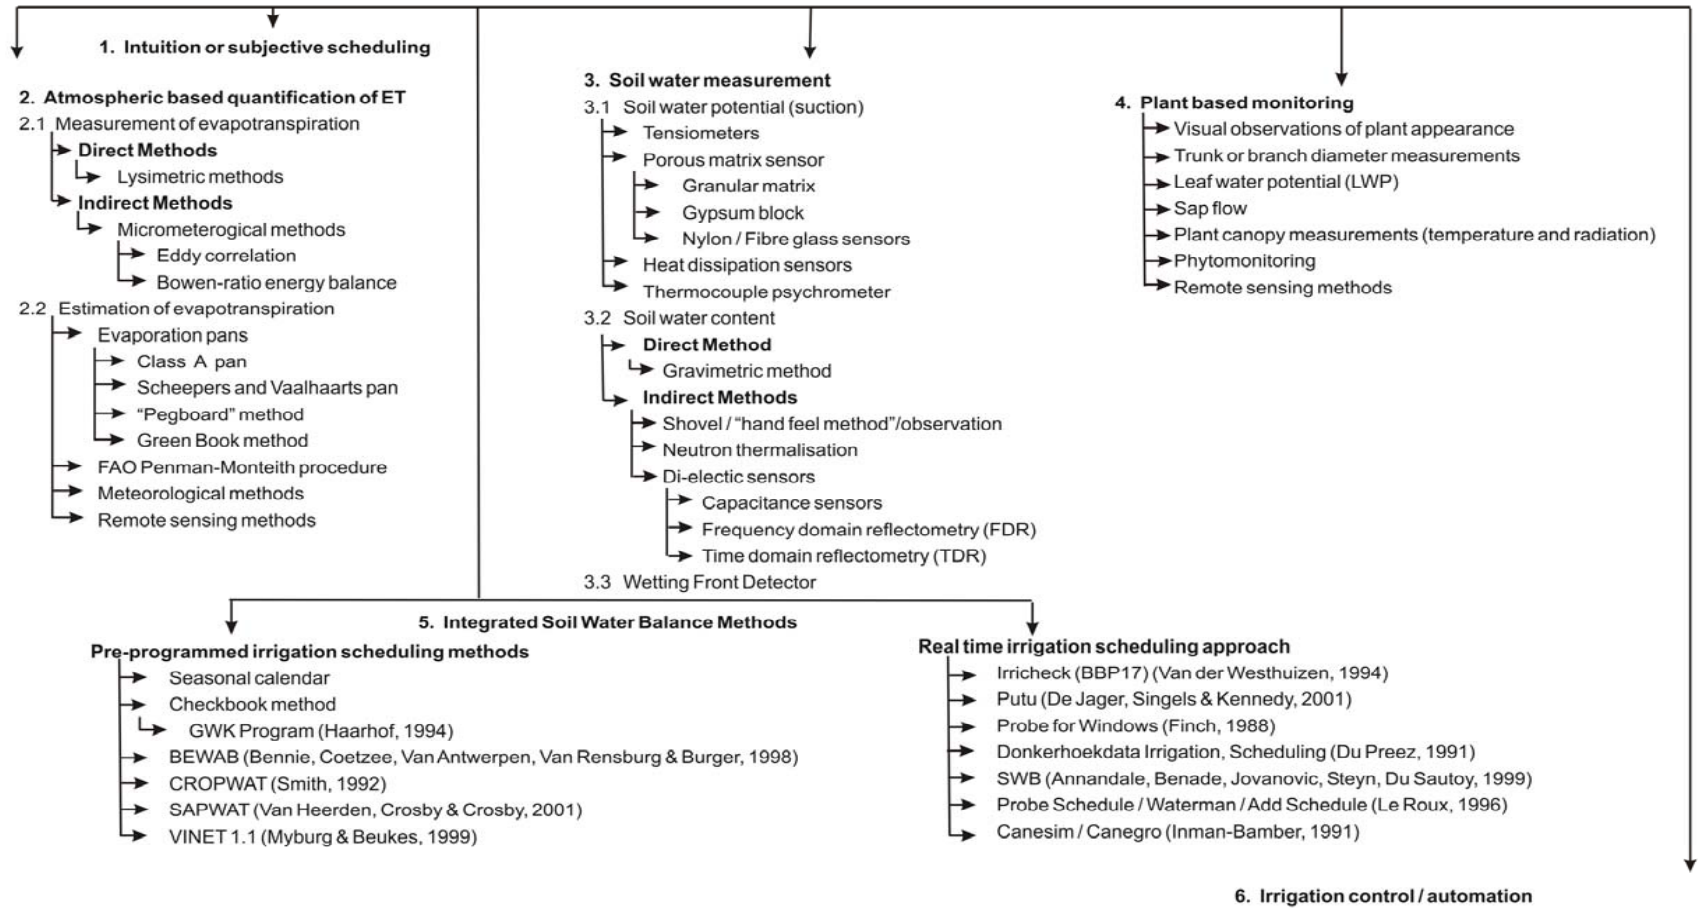 1. Intuition or subjective scheduling
2. Atmospheric based quantification of ET
2.1 Measurement of evapotranspiration
Direct Methods
Lysimetric methods
Indirect Methods
Micrometerogical methods
Eddy correlation
Bowen-ratio energy balance
2.2 Estimation of evapotranspiration
Evaporation pans
Class A pan
Scheepers and Vaalhaarts pan
“Pegboard” method
Green Book method
FAO Penman-Monteith procedure
Meteorological methods
Remote sensing methods
3. Soil water measurement
3.1 Soil water potential (suction)
Tensiometers
Porous matrix sensor
Granular matrix
Gypsum block
Nylon / Fibre glass sensors
Heat dissipation sensors
Thermocouple psychrometer
3.2 Soil water content
Direct Method
Gravimetric method
Indirect Methods
Shovel / “hand feel method”/observation
Neutron thermalisation
Di-electic sensors
Capacitance sensors
Frequency domain reflectometry (FDR)
Time domain reflectometry (TDR)
3.3 Wetting Front Detector
4. Plant based monitoring
Visual observations of plant appearance
Trunk or branch diameter measurements
Leaf water potential (LWP)
Sap flow
Plant canopy measurements (temperature and radiation)
Phytomonitoring
Remote sensing methods
5. Integrated Soil Water Balance Methods
Pre-programmed irrigation scheduling methods
Seasonal calendar
Checkbook method
GWK Program (Haarhof, 1994)
BEWAB (Bennie, Coetzee, Van Antwerpen, Van Rensburg & Burger, 1998)
CROPWAT (Smith, 1992)
SAPWAT (Van Heerden, Crosby & Crosby, 2001)
VINET 1.1 (Myburg & Beukes, 1999)
Real time irrigation scheduling approach
Irricheck (BBP17) (Van der Westhuizen, 1994)
Putu (De Jager, Singels & Kennedy, 2001)
Probe for Windows (Finch, 1988)
Donkerhoekdata Irrigation, Scheduling (Du Preez, 1991)
SWB (Annandale, Benade, Jovanovic, Steyn, Du Sautoy, 1999)
Probe Schedule / Waterman / Add Schedule (Le Roux, 1996)
Canesim / Canegro (Inman-Bamber, 1991)
6. Irrigation control / automation